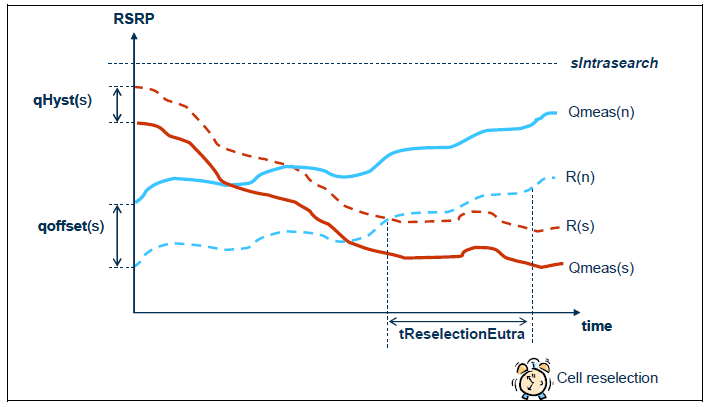 RSRP
sIntrasearch
qHyst(s)
Qmeas(n)
R(n)
qoffset(s)
R(s)
Qmeas(s)
time
tReselectionEutra
Cell reselection